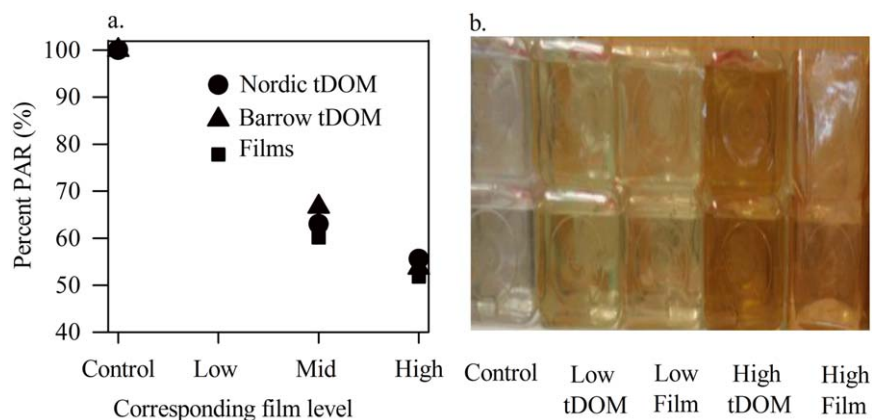 a.
100
90
80
70
60
50
40
Percent PAR (%)
Nordic tDOM
Barrow tDOM
Films
Control Low Mid High
Corresponding film level
b.
Control Low tDOM Low Film High tDOM High Film